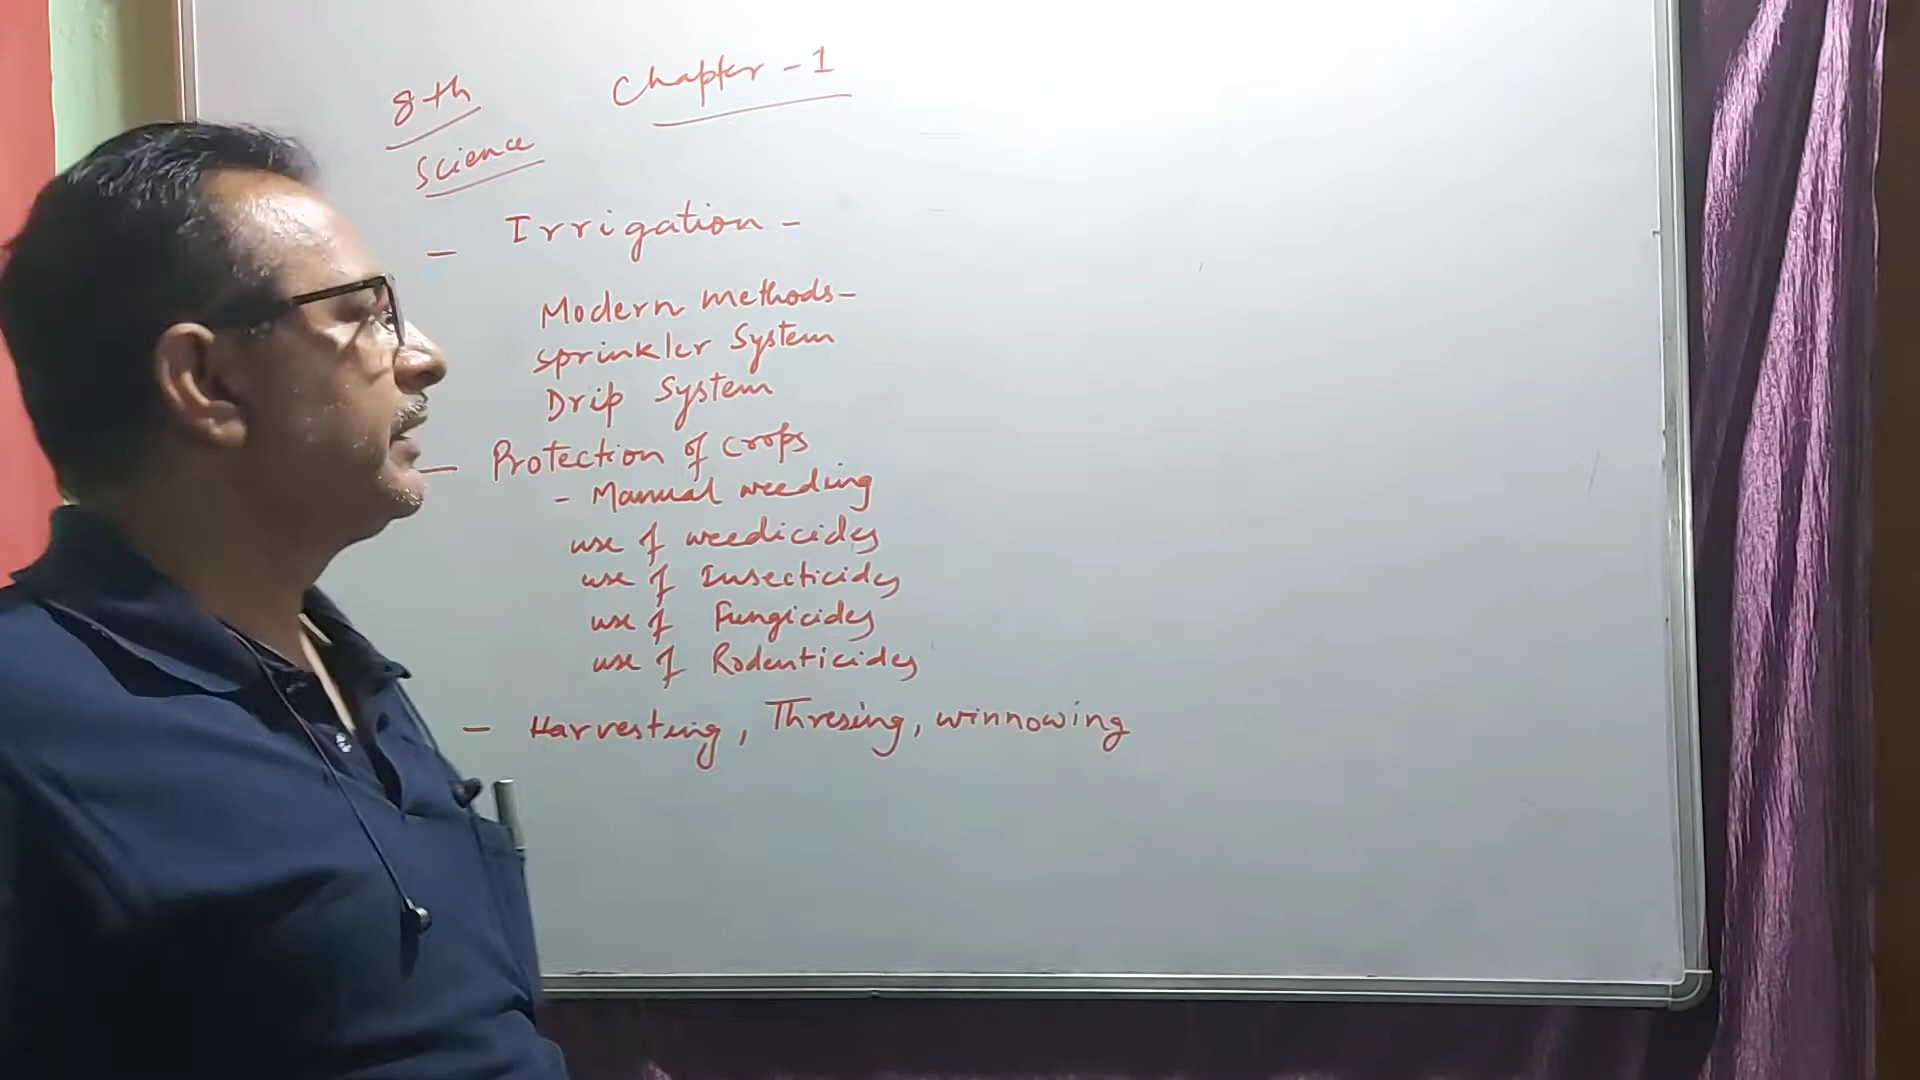 8th Chapter - 1
Science
- Irrigation -
Modern methods-
sprinkler System
Drip System
- Protection of crops
- Manual weeding
use of weedicides
use of Insecticides
use of Fungicides
use of Rodenticides
- Harvesting, Thresing, winnowing